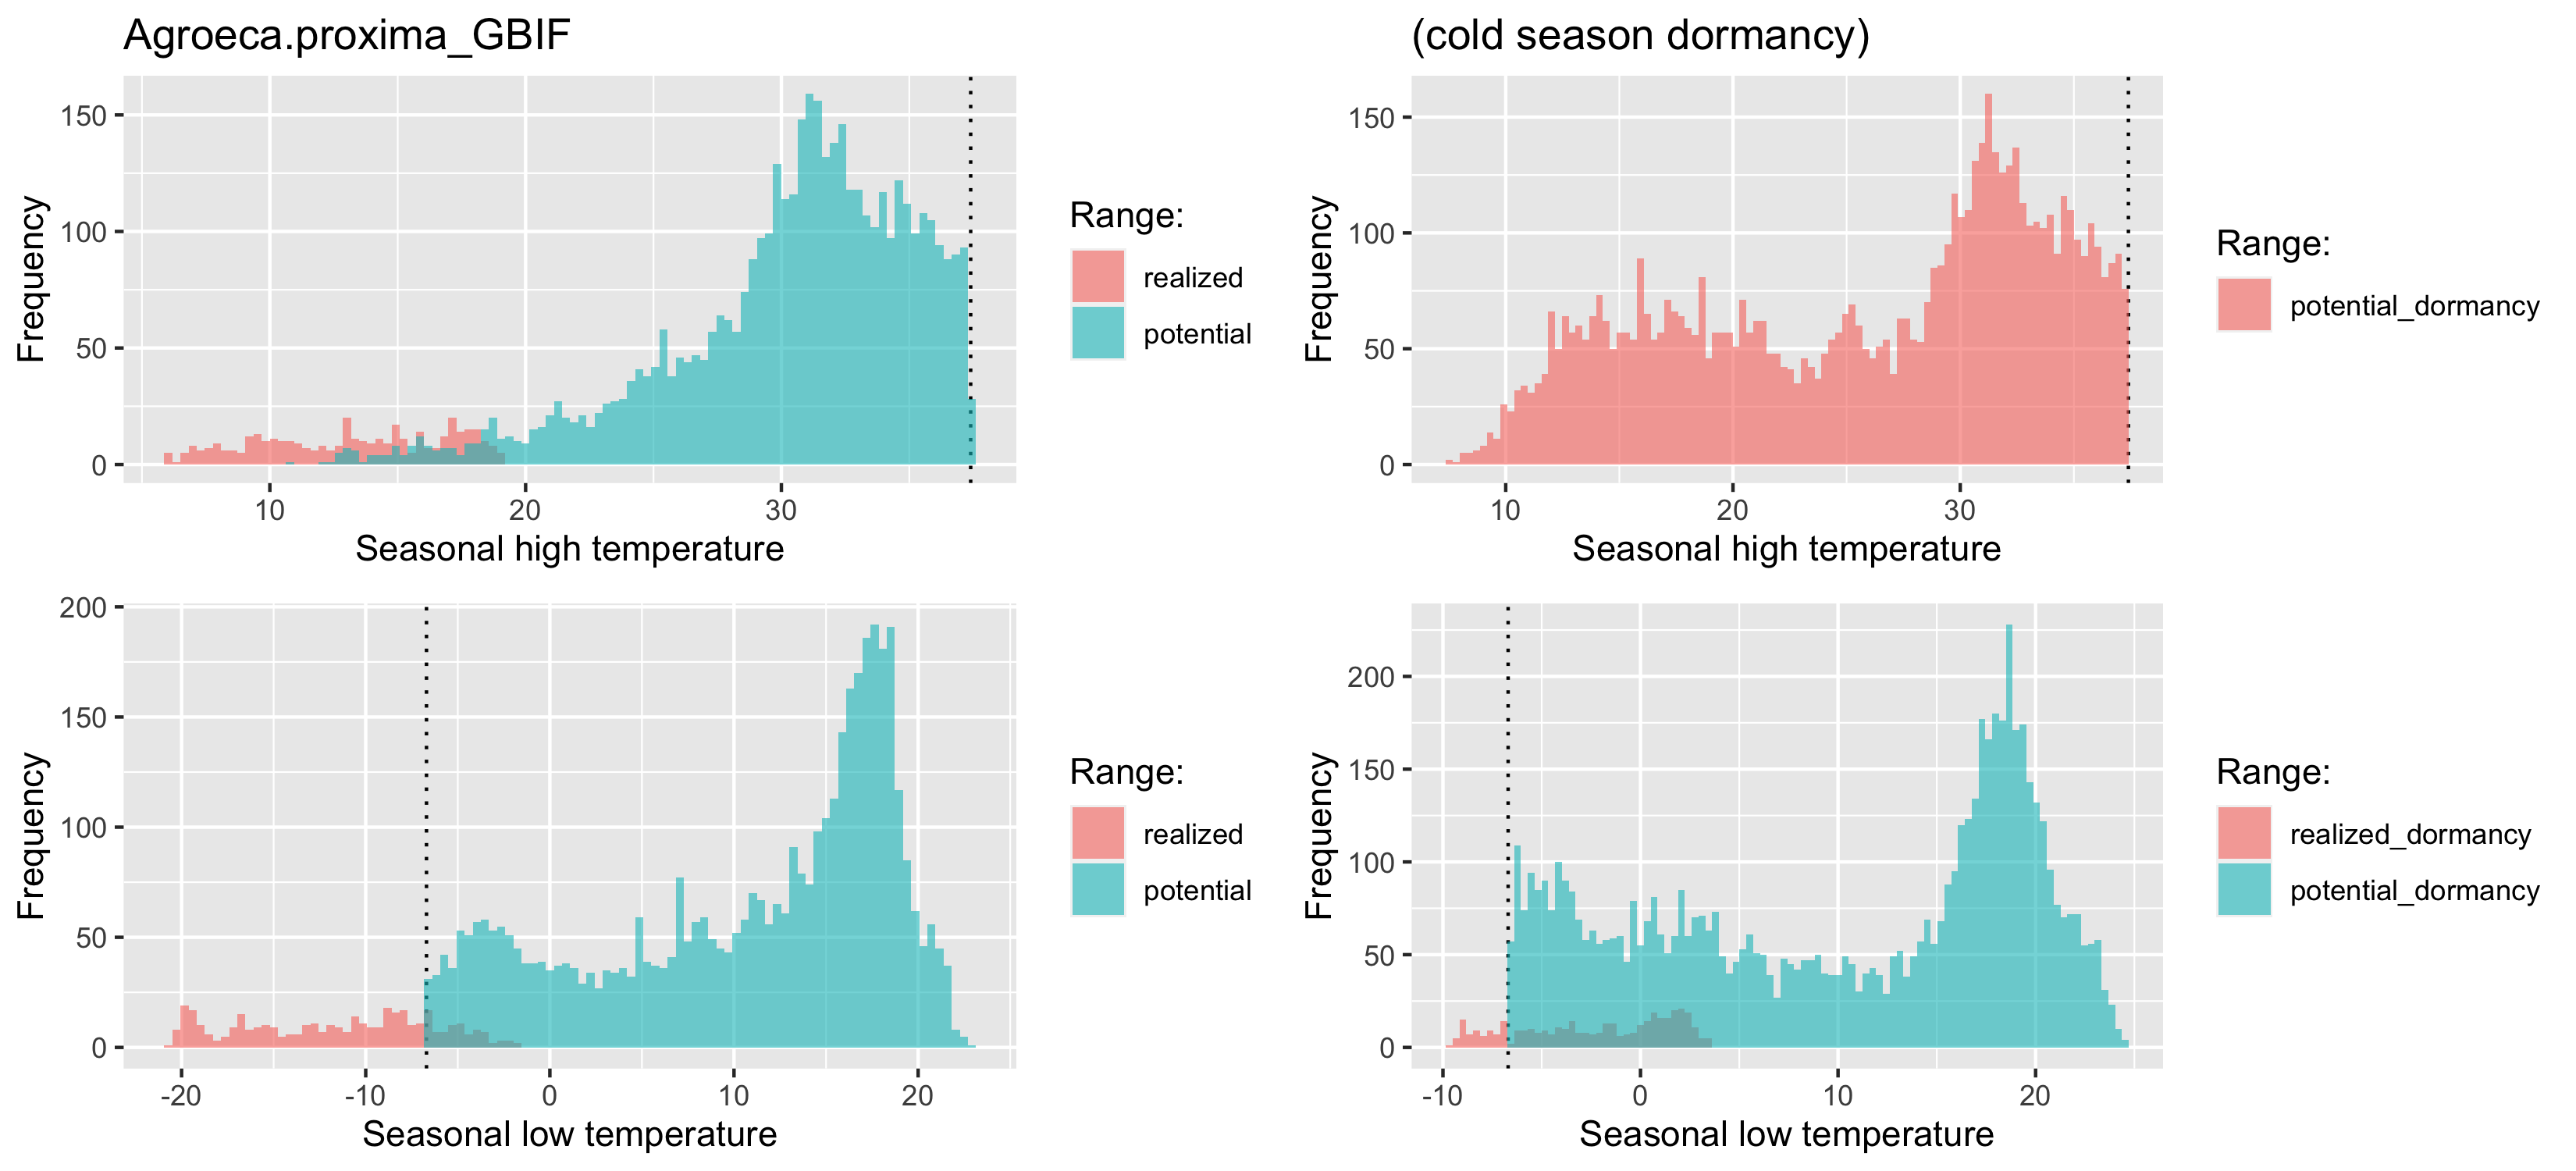 Agroeca.proxima_GBIF
150
100
50
0
Frequency
10
20
30
Seasonal high temperature
Range:
realized
potential
(cold season dormancy)
150
100
50
0
Frequency
10
20
30
Seasonal high temperature
Range:
potential_dormancy
200
150
100
50
0
Frequency
-20
-10
0
10
20
Seasonal low temperature
Range:
realized
potential
200
150
100
50
0
Frequency
-10
0
10
20
Seasonal low temperature
Range:
realized_dormancy
potential_dormancy